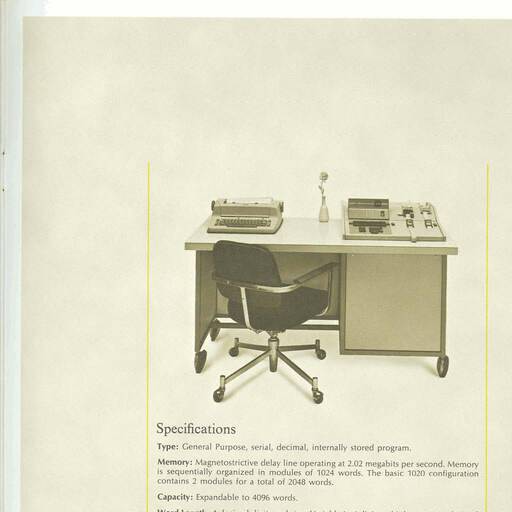 Specifications
Type: General Purpose, serial, decimal, internally stored program.
Memory: Magnetostrictive delay line operating at 2.02 megabits per second. Memory
is sequentially organized in modules of 1024 words. The basic 1020 configuration
contains 2 modules for a total of 2048 words.
Capacity: Expandable to 4096 words.